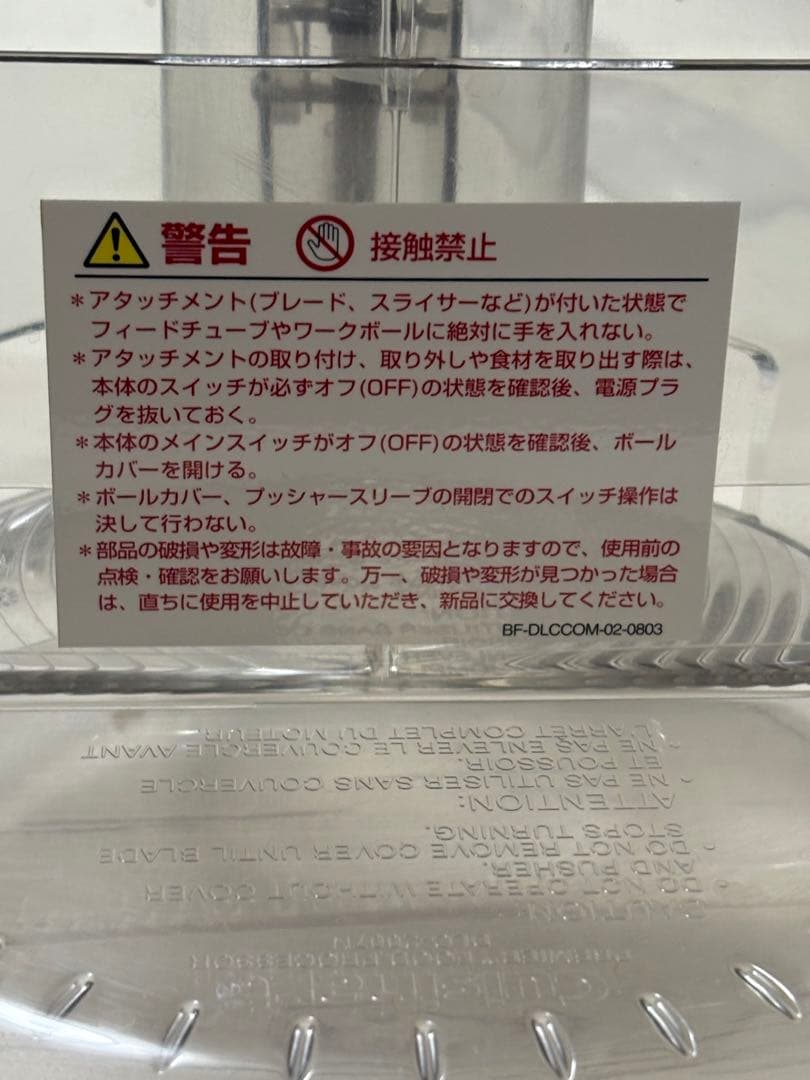 警告 接触禁止
＊アタッチメント(ブレード、スライサーなど)が付いた状態で
フィードチューブやワークボールに絶対に手を入れない。
＊アタッチメントの取り付け、取り外しや食材を取り出す際は、
本体のスイッチが必ずオフ(OFF)の状態を確認後、電源プラ
グを抜いておく。
＊本体のメインスイッチがオフ(OFF)の状態を確認後、ボール
カバーを開ける。
＊ボールカバー、プッシャースリーブの開閉でのスイッチ操作は
決して行わない。
＊部品の破損や変形は故障・事故の要因となりますので、使用前の
点検・確認をお願いします。万一、破損や変形が見つかった場合
は、直ちに使用を中止していただき、新品に交換してください。
BF-DLCCOM-02-0803
Cuisinart
PREMIER FOOD PROCESSOR
CAUTION:
• DO NOT OPERATE WITHOUT COVER
AND PUSHER.
• DO NOT REMOVE COVER UNTIL BLADE
STOPS TURNING.
ATTENTION:
• NE PAS UTILISER SANS COUVERCLE
ET POUSSOIR.
• NE PAS ENLEVER LE COUVERCLE AVANT
L'ARRET COMPLET DU MOTEUR.